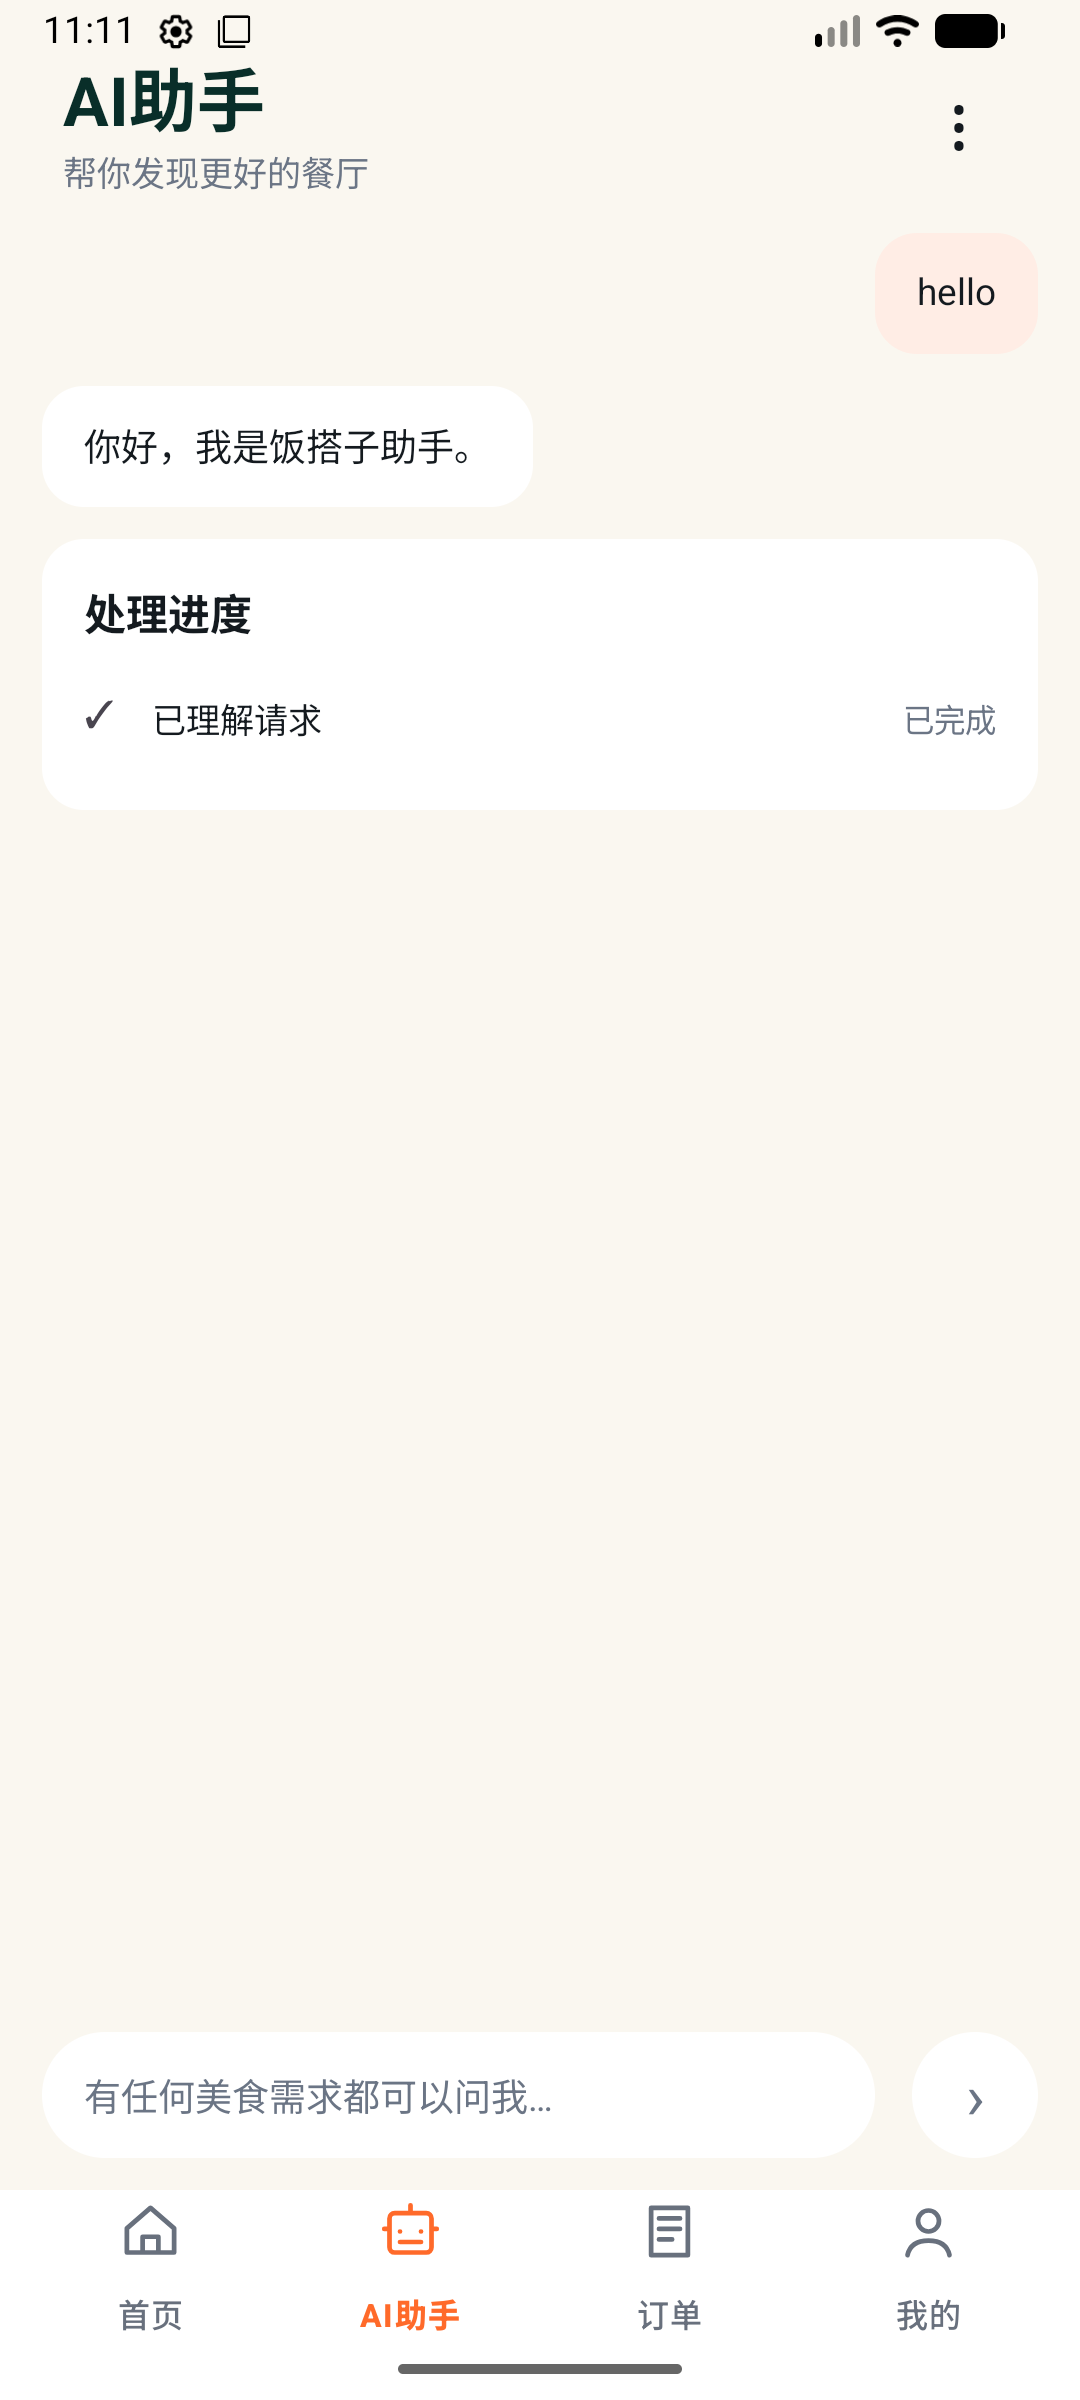 11:11
AI助手
帮你发现更好的餐厅
hello
你好，我是饭搭子助手。
处理进度
✓ 已理解请求 已完成
有任何美食需求都可以问我...
›
首页 AI助手 订单 我的